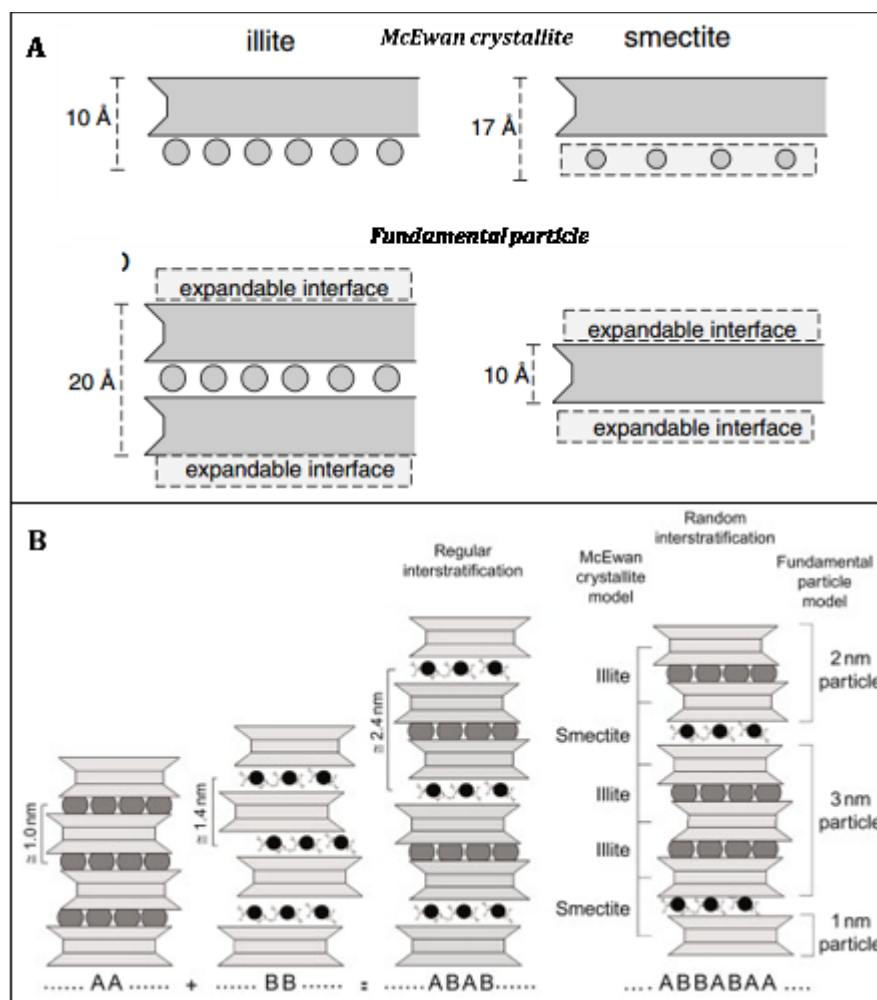 A
McEwan crystallite
illite
smectite
10 Å
17 Å
Fundamental particle
expandable interface
20 Å
expandable interface
expandable interface
10 Å
expandable interface
B
Regular
interstratification
Random
interstratification
McEwan
crystallite
model
Fundamental
particle
model
≅1.0 nm
≅1.4 nm
≅2.4 nm
Illite
Smectite
Illite
Illite
Smectite
2 nm
particle
3 nm
particle
1 nm
particle
...... AA ...... + ...... BB ...... = ...... ABAB...... .... ABBABAA ....